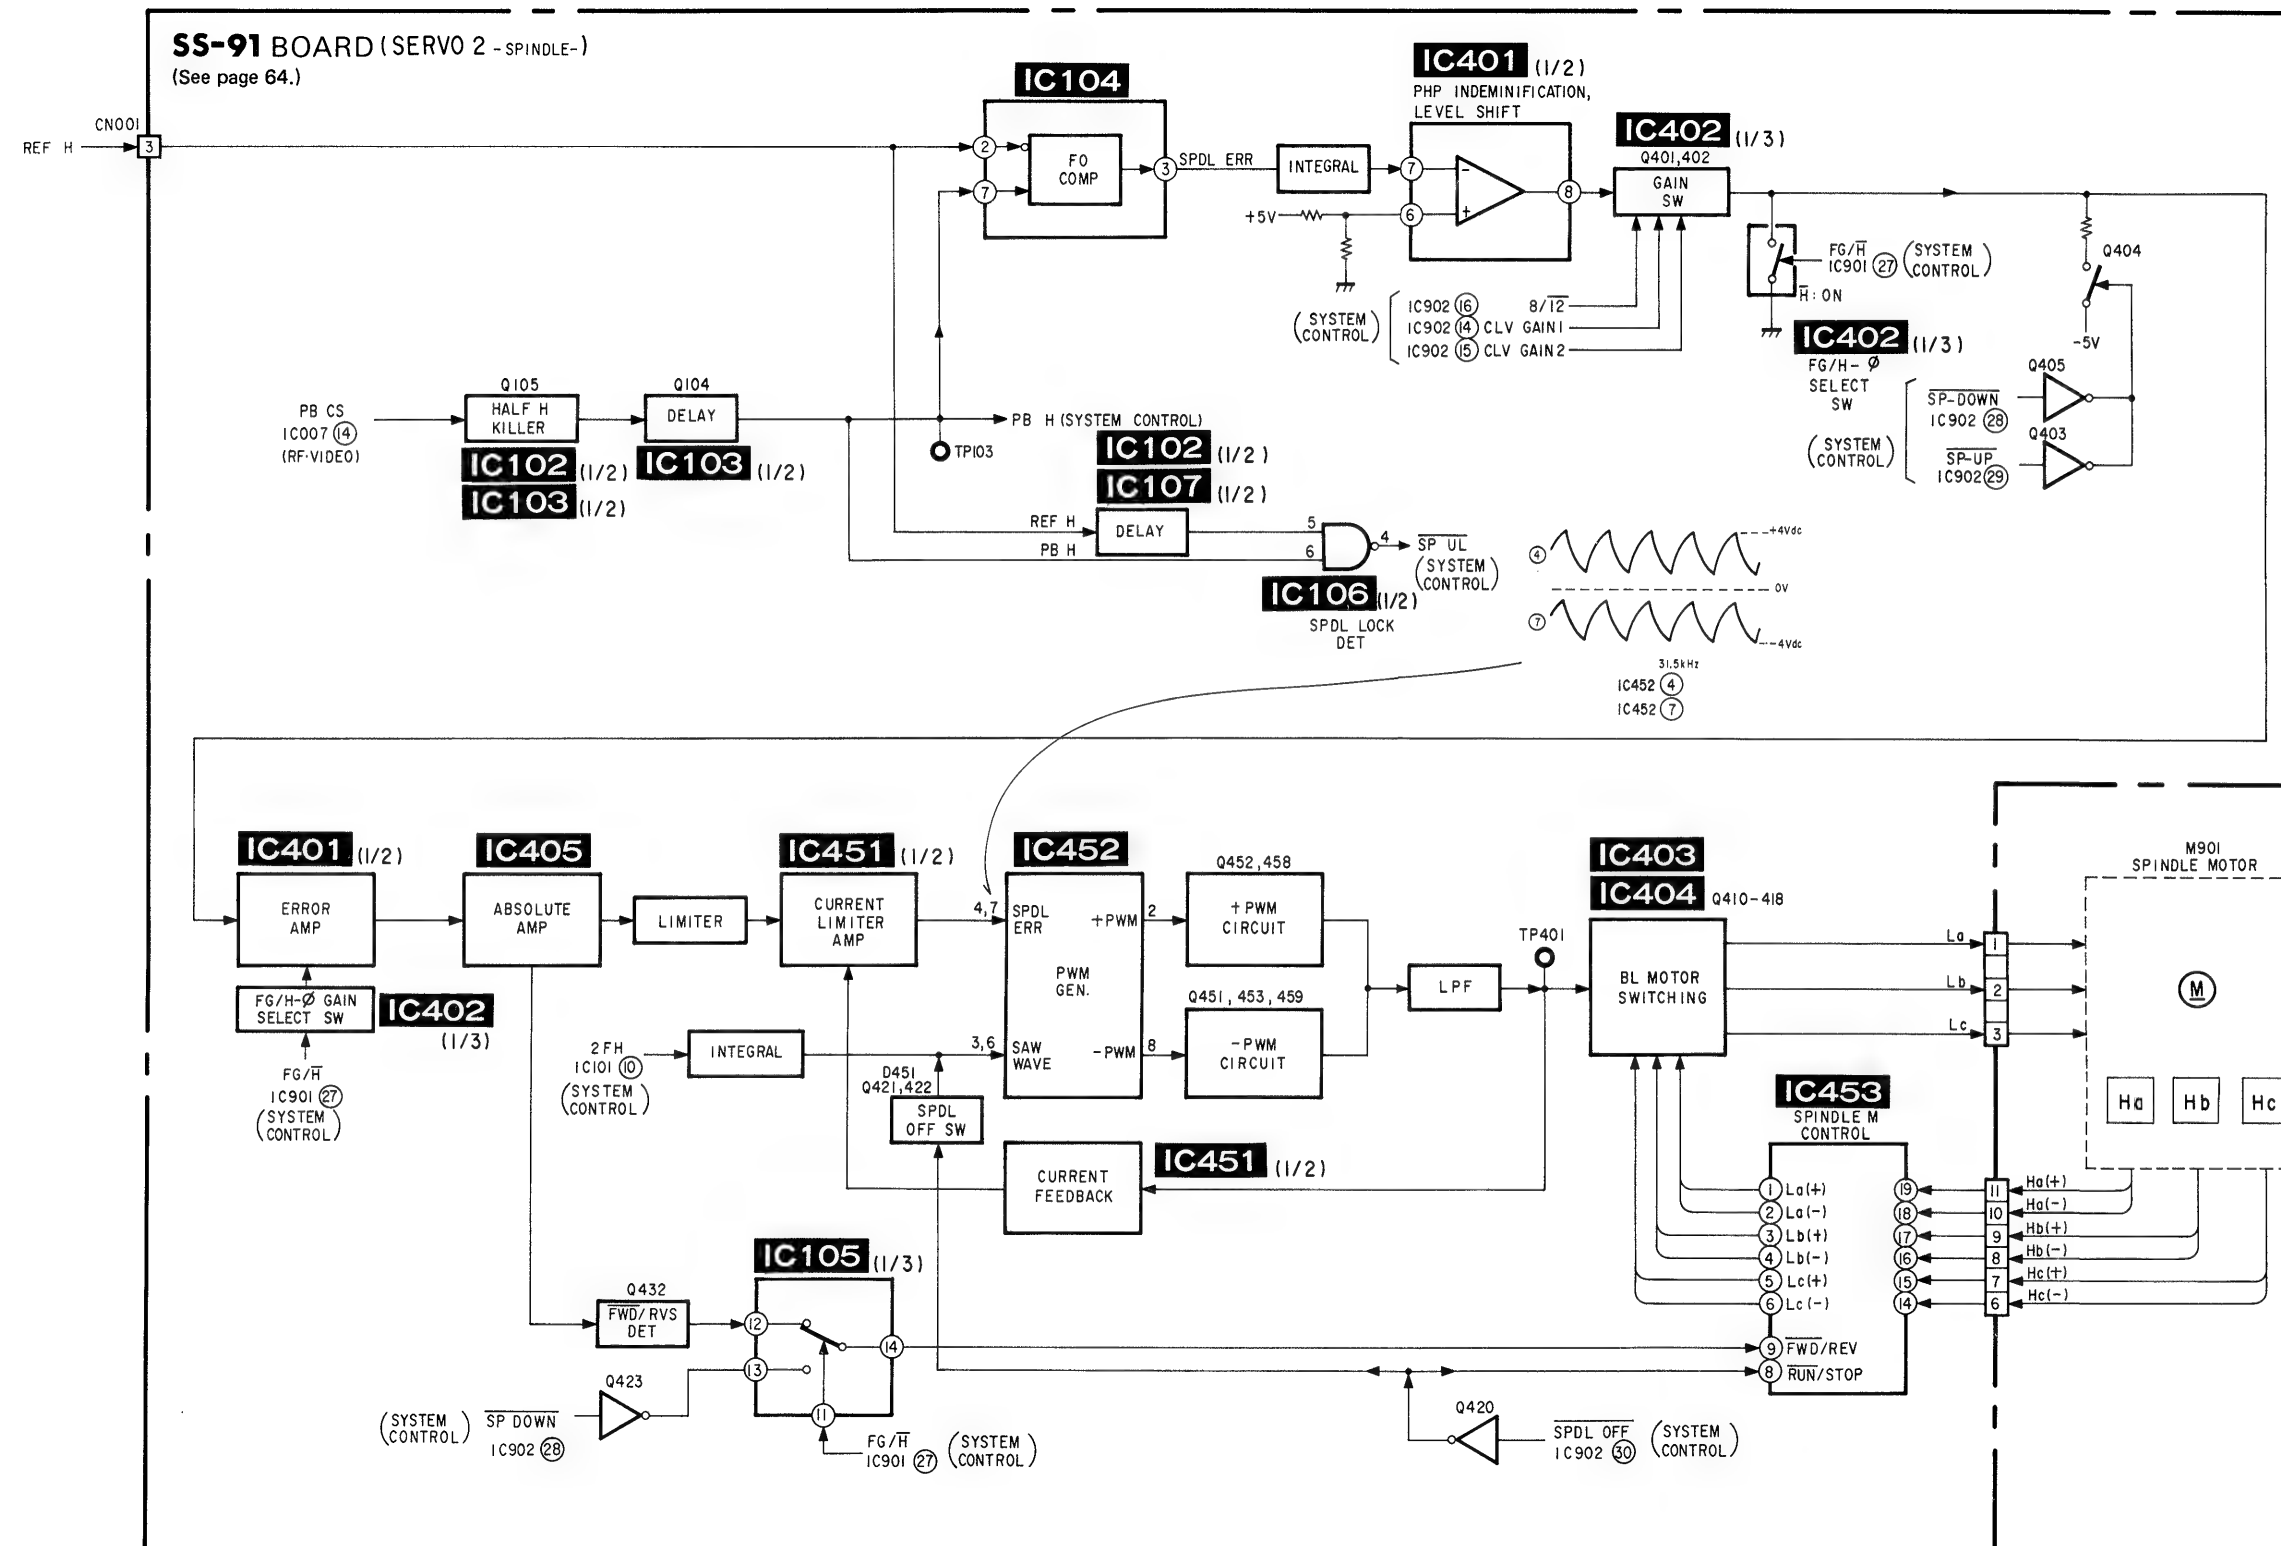 SS-91 BOARD (SERVO 2 -SPINDLE-)
(See page 64.)
CN001
REF H
3
IC104
2
7
FO
COMP
3
SPDL ERR
INTEGRAL
IC401 (1/2)
PHP INDEMINIFICATION,
LEVEL SHIFT
7
-
6
+
8
+5V
IC402 (1/3)
Q401,402
GAIN
SW
(SYSTEM
CONTROL)
IC902 16 8/12
IC902 14 CLV GAIN1
IC902 15 CLV GAIN2
FG/H
IC901 27
(SYSTEM
CONTROL)
H: ON
IC402 (1/3)
FG/H-Ø
SELECT
SW
Q404
-5V
Q405
SP-DOWN
IC902 28
Q403
(SYSTEM
CONTROL)
SP-UP
IC902 29
PB CS
IC007 14
(RF·VIDEO)
Q105
HALF H
KILLER
IC102 (1/2)
IC103 (1/2)
Q104
DELAY
IC103 (1/2)
PB H (SYSTEM CONTROL)
TP103
IC102 (1/2)
IC107 (1/2)
REF H
DELAY
PB H
5
6
4
SP UL
(SYSTEM
CONTROL)
IC106 (1/2)
SPDL LOCK
DET
4
+4Vdc
0V
7
-4Vdc
31.5kHz
IC452 4
IC452 7
IC401 (1/2)
ERROR
AMP
FG/H-Ø GAIN
SELECT SW
IC402
(1/3)
FG/H
IC901 27
(SYSTEM
CONTROL)
IC405
ABSOLUTE
AMP
LIMITER
IC451 (1/2)
CURRENT
LIMITER
AMP
4,7
IC452
SPDL
ERR
+PWM
2
PWM
GEN.
3,6
SAW
WAVE
-PWM
8
2FH
IC101 10
(SYSTEM
CONTROL)
INTEGRAL
D451
Q421,422
SPDL
OFF SW
Q452,458
+PWM
CIRCUIT
Q451, 453, 459
-PWM
CIRCUIT
LPF
TP401
IC403
IC404 Q410-418
BL MOTOR
SWITCHING
La
1
Lb
2
Lc
3
M901
SPINDLE MOTOR
M
Ha
Hb
Hc
CURRENT
FEEDBACK
IC451 (1/2)
IC453
SPINDLE M
CONTROL
1 La(+)
2 La(-)
3 Lb(+)
4 Lb(-)
5 Lc(+)
6 Lc(-)
9 FWD/REV
8 RUN/STOP
19 11 Ha(+)
18 10 Ha(-)
17 9 Hb(+)
16 8 Hb(-)
15 7 Hc(+)
14 6 Hc(-)
Q432
FWD/RVS
DET
IC105 (1/3)
12
13
14
11
Q423
(SYSTEM
CONTROL)
SP DOWN
IC902 28
FG/H
IC901 27
(SYSTEM
CONTROL)
Q420
SPDL OFF
IC902 30
(SYSTEM
CONTROL)